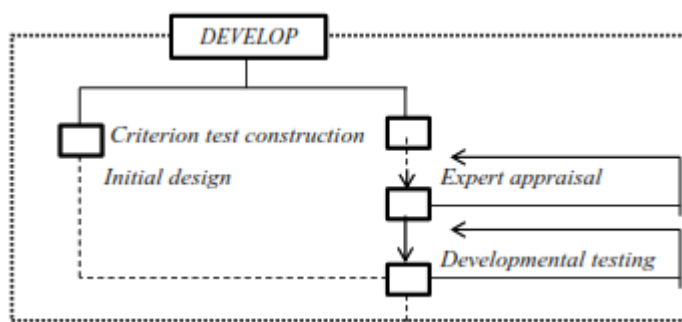 DEVELOP
Criterion test construction
Initial design
Expert appraisal
Developmental testing